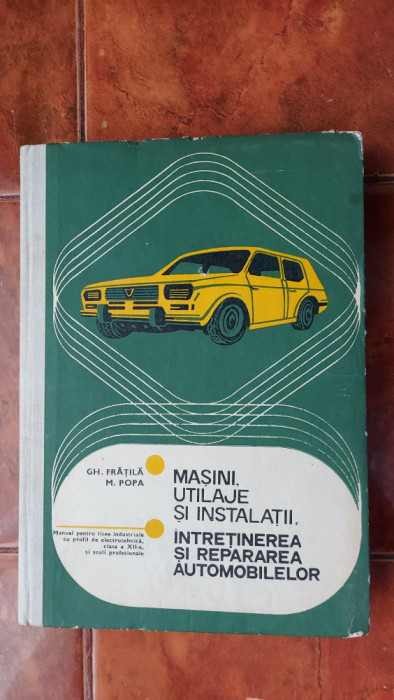 GH. FRĂȚILĂ
M. POPA
MAȘINI,
UTILAJE
ȘI INSTALAȚII.
ÎNTREȚINEREA
ȘI REPARAREA
AUTOMOBILELOR
Manual pentru licee industriale
cu profil de electrotehnică,
clasa a XII-a,
și școli profesionale